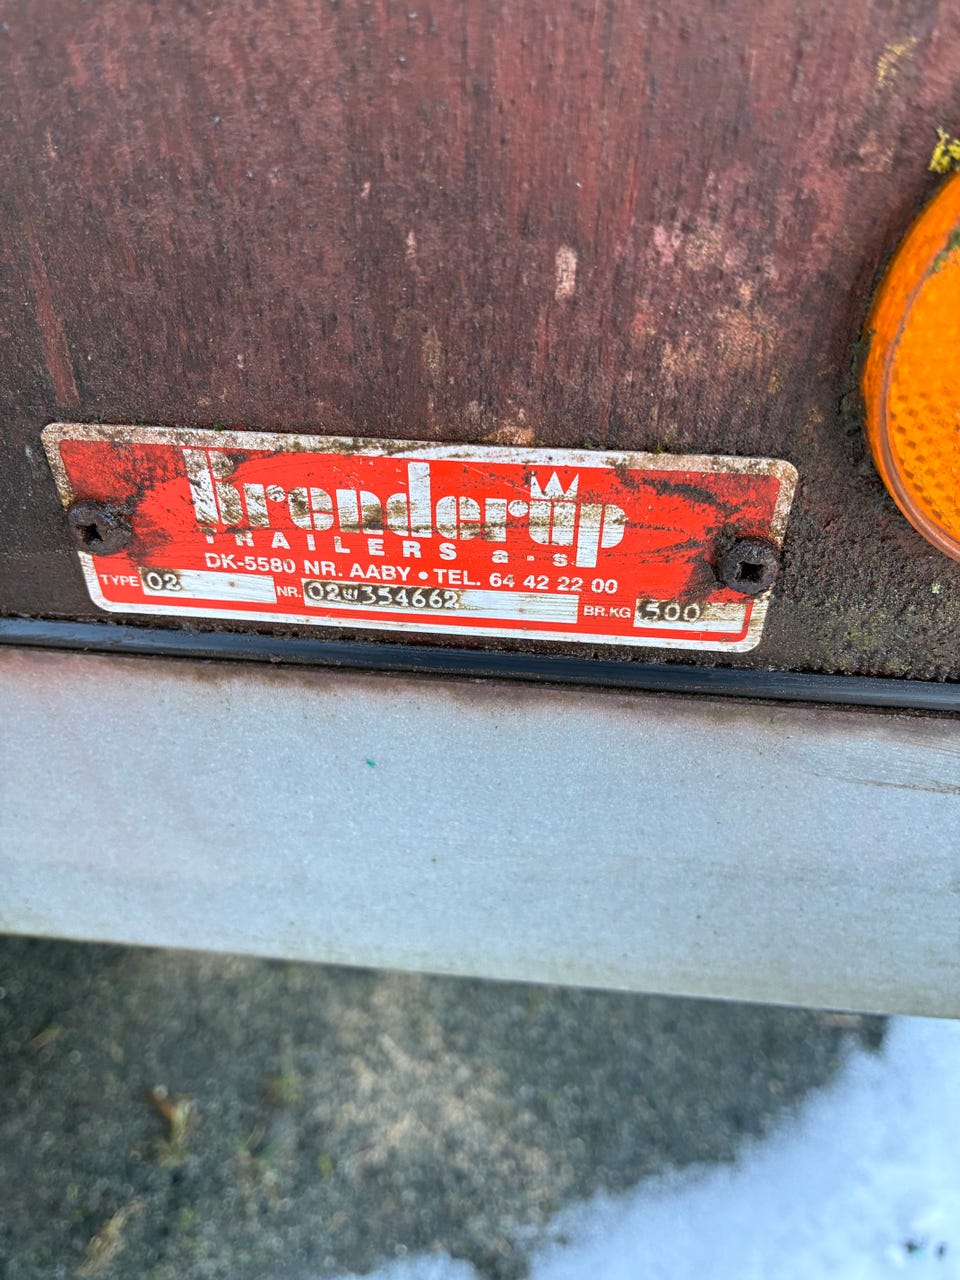 brenderup
TRAILERS a-s
DK-5580 NR. AABY • TEL. 64 42 22 00
TYPE 02 NR. 02W354662 BR.KG 500